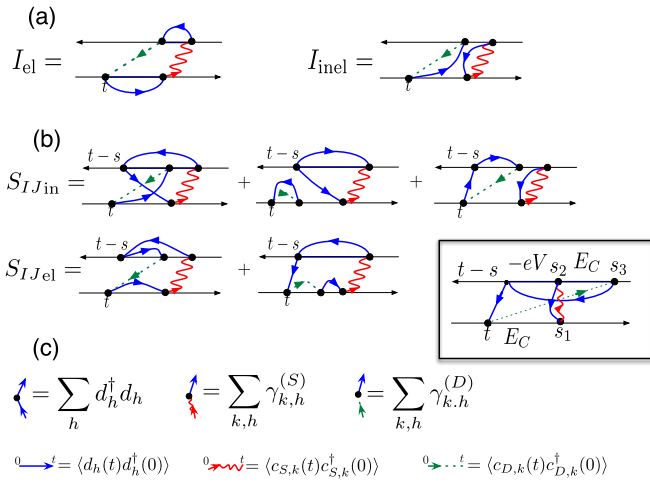 (a)
I_el =
t
I_inel =
t
(b)
S_{IJ in} =
t − s
t
+
t − s
t
+
t
S_{IJ el} =
t − s
t
+
t − s
t
t − s −eV s_2 E_C s_3
t E_C s_1
(c)
= ∑_h d_h^† d_h
= ∑_{k,h} γ_{k,h}^{(S)}
= ∑_{k,h} γ_{k.h}^{(D)}
0 t = ⟨d_h(t)d_h^†(0)⟩
0 t = ⟨c_{S,k}(t)c_{S,k}^†(0)⟩
0 t = ⟨c_{D,k}(t)c_{D,k}^†(0)⟩